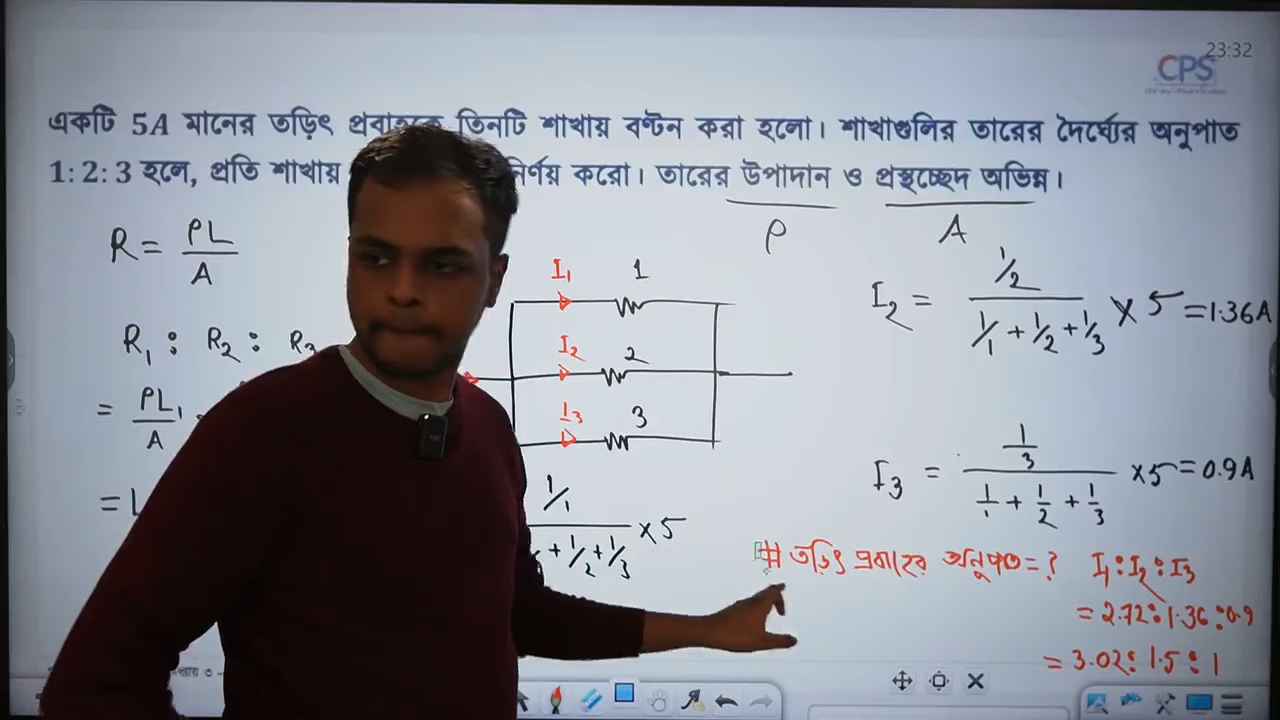 23:32
CPS
একটি 5A মানের তড়িৎ প্রবাহকে তিনটি শাখায় বণ্টন করা হলো। শাখাগুলির তারের দৈর্ঘ্যের অনুপাত
1: 2: 3 হলে, প্রতি শাখায় নির্ণয় করো। তারের উপাদান ও প্রস্থচ্ছেদ অভিন্ন।
ρ A
R = ρL/A
R₁ : R₂ : R₃
= ρL₁/A
= L
I₁ 1
I₂ 2
I₃ 3
1/1 / + 1/2 + 1/3 × 5
I₂ = 1/2 / 1/1 + 1/2 + 1/3 × 5 = 1.36A
I₃ = 1/3 / 1/1 + 1/2 + 1/3 × 5 = 0.9A
# তড়িৎ প্রবাহের অনুপাত = ? I₁ : I₂ : I₃
= 2.72 : 1.36 : 0.9
= 3.02 : 1.5 : 1